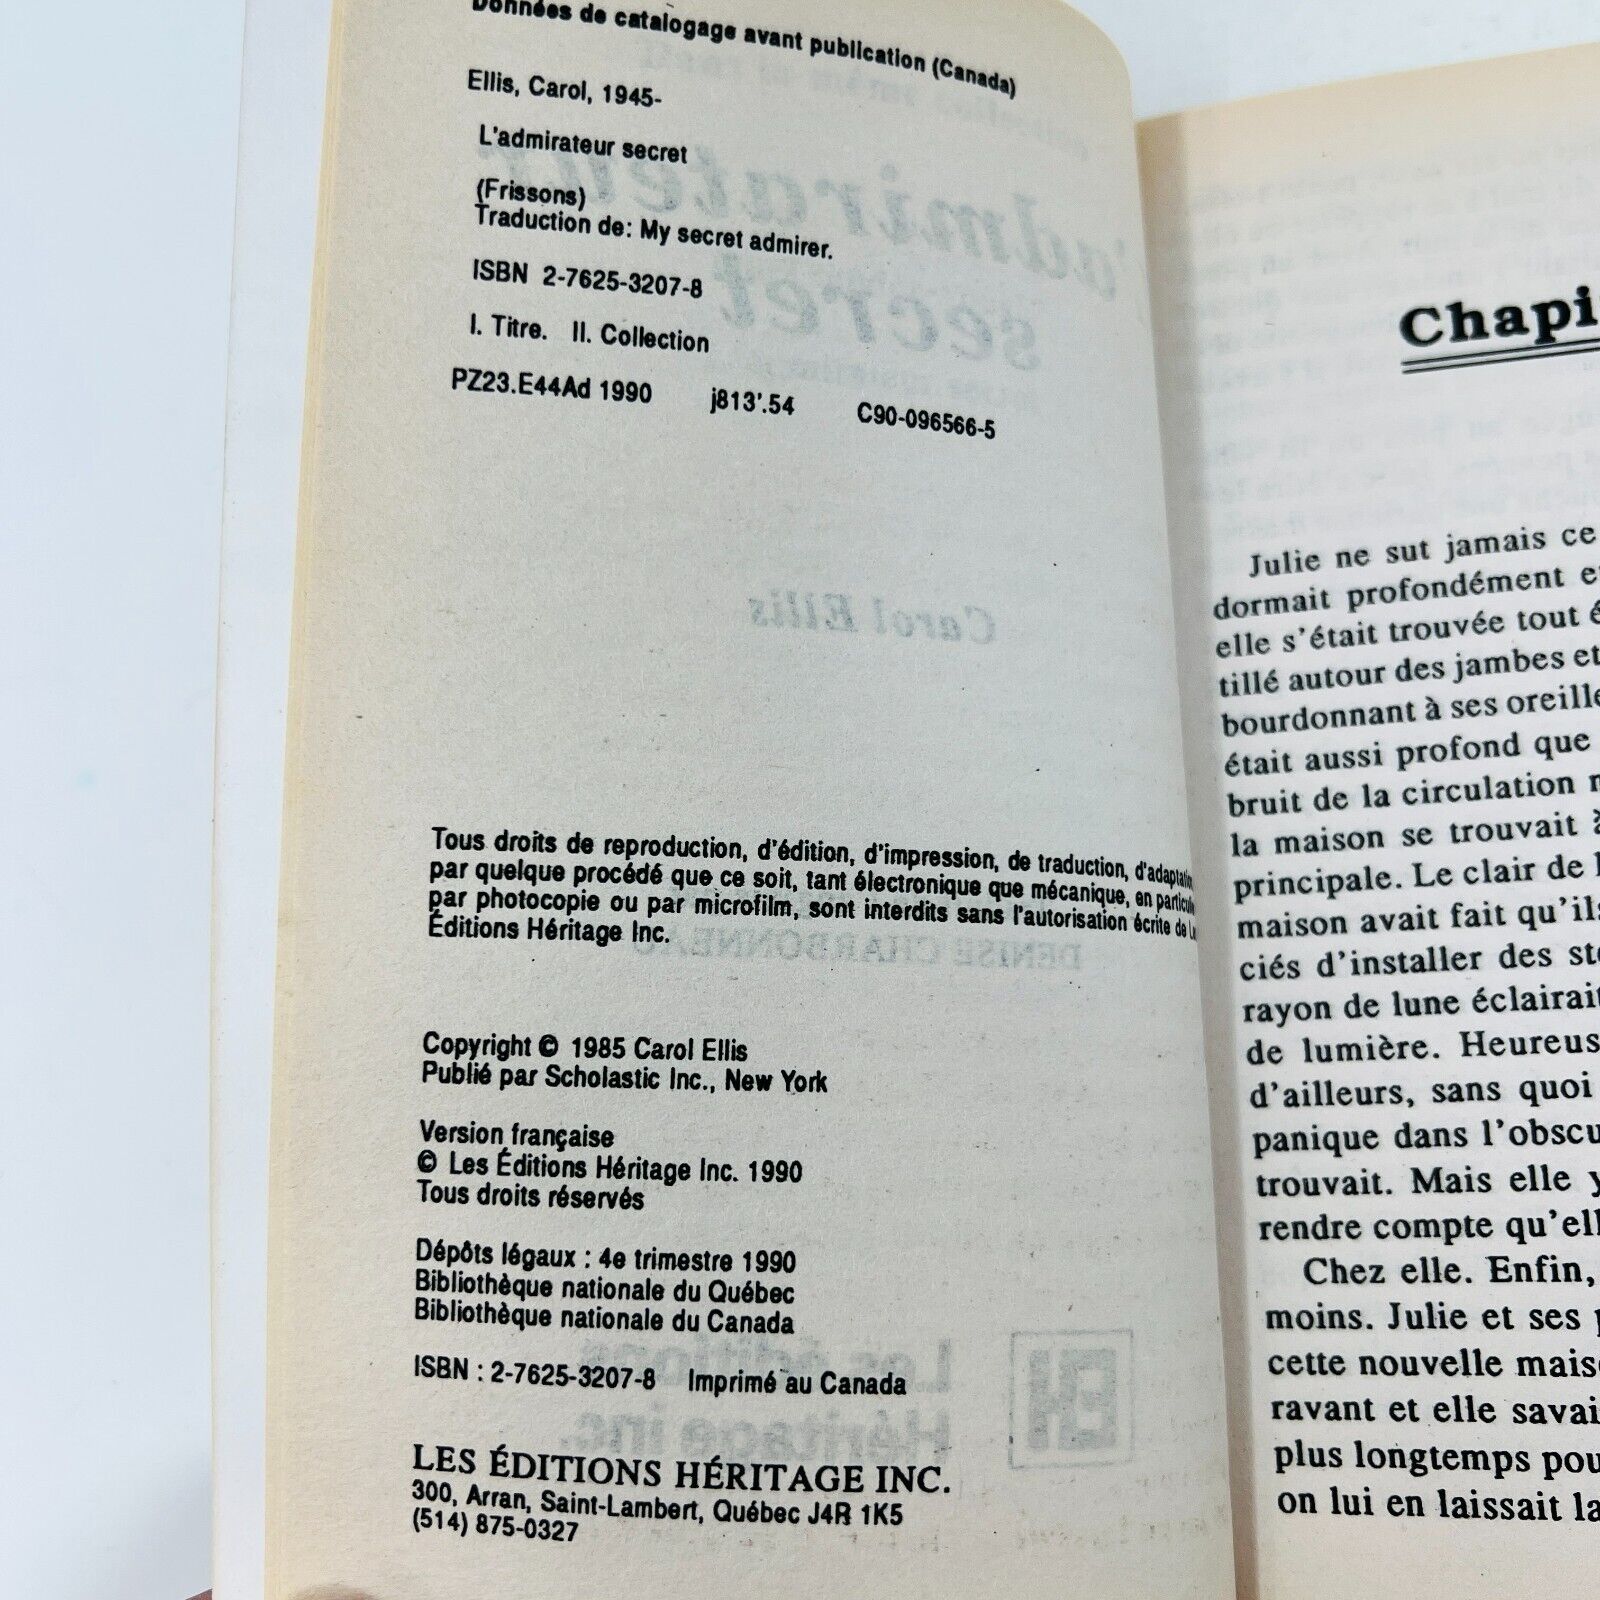 Données de catalogage avant publication (Canada)
Ellis, Carol, 1945-
L'admirateur secret
(Frissons)
Traduction de: My secret admirer.
ISBN 2-7625-3207-8
I. Titre. II. Collection
PZ23.E44Ad 1990 j813'.54 C90-096566-5
Tous droits de reproduction, d'édition, d'impression, de traduction, d'adaptation
par quelque procédé que ce soit, tant électronique que mécanique, en particulie
par photocopie ou par microfilm, sont interdits sans l'autorisation écrite de Le
Éditions Héritage Inc.
Copyright © 1985 Carol Ellis
Publié par Scholastic Inc., New York
Version française
© Les Éditions Héritage Inc. 1990
Tous droits réservés
Dépôts légaux : 4e trimestre 1990
Bibliothèque nationale du Québec
Bibliothèque nationale du Canada
ISBN : 2-7625-3207-8 Imprimé au Canada
LES ÉDITIONS HÉRITAGE INC.
300, Arran, Saint-Lambert, Québec J4R 1K5
(514) 875-0327
Chapi
Julie ne sut jamais ce
dormait profondément e
elle s'était trouvée tout é
tillé autour des jambes et
bourdonnant à ses oreille
était aussi profond que
bruit de la circulation
la maison se trouvait à
principale. Le clair de l
maison avait fait qu'ils
ciés d'installer des sto
rayon de lune éclairait
de lumière. Heureus
d'ailleurs, sans quoi
panique dans l'obscu
trouvait. Mais elle y
rendre compte qu'ell
Chez elle. Enfin,
moins. Julie et ses p
cette nouvelle maiso
ravant et elle savai
plus longtemps pou
on lui en laissait la